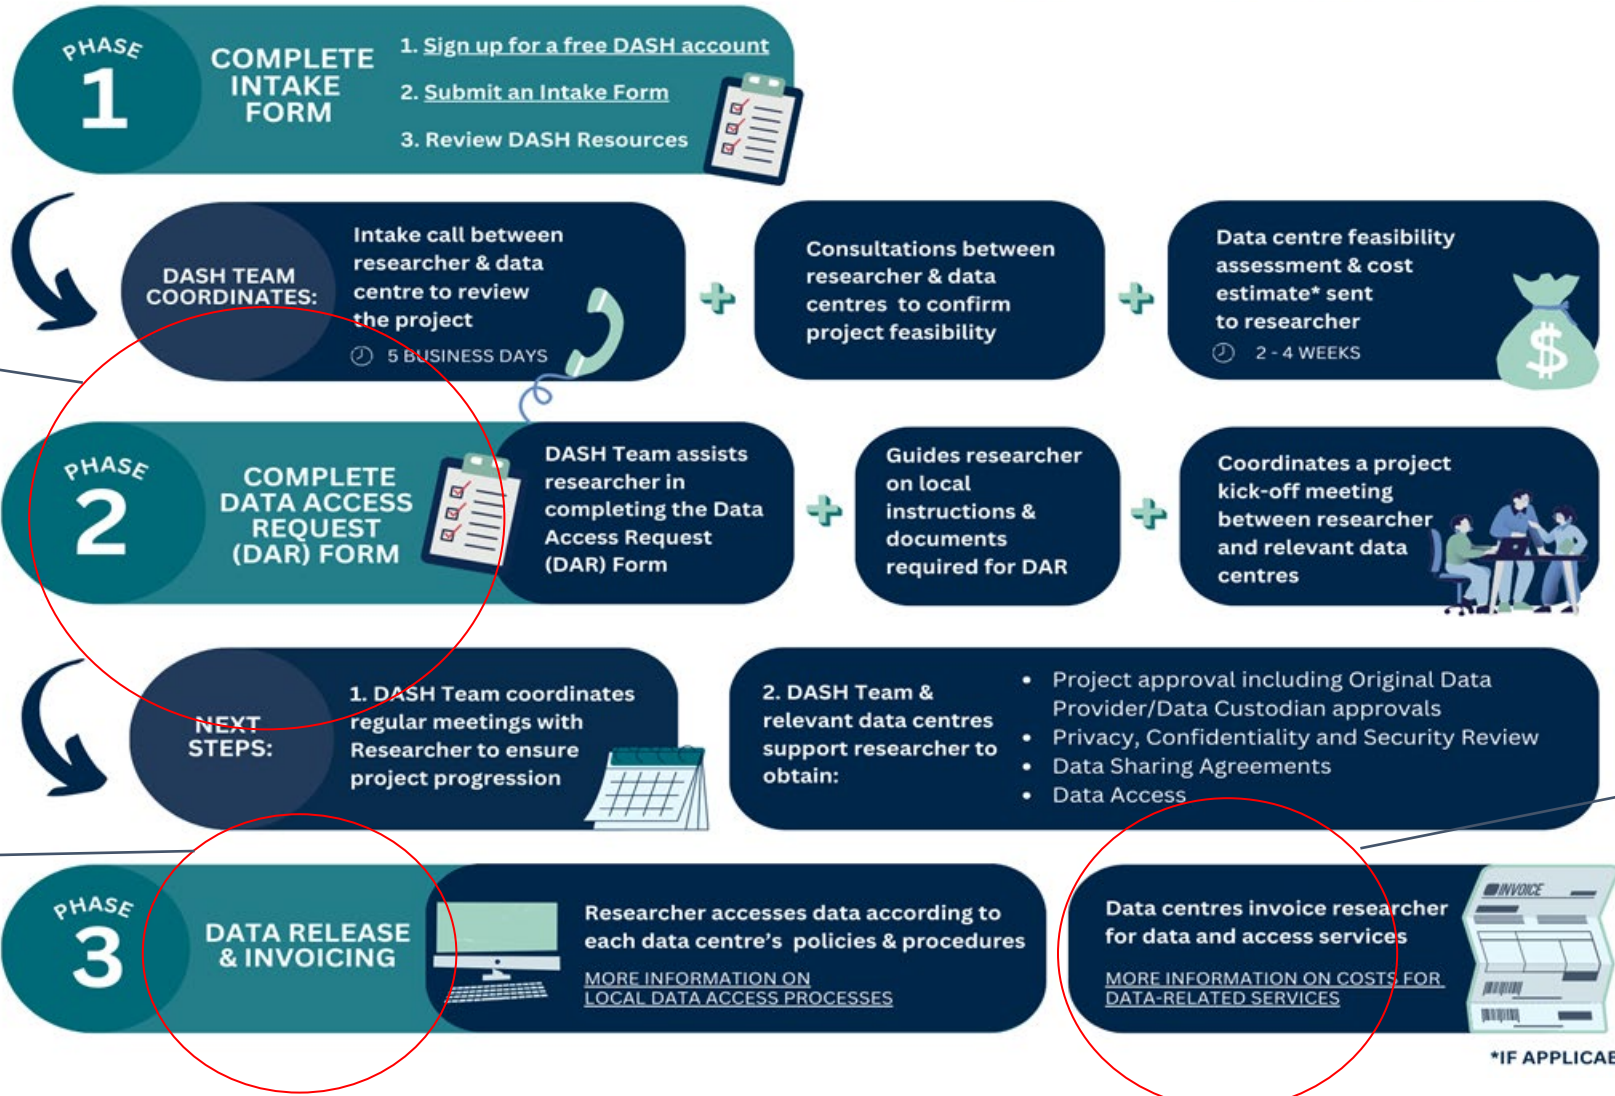 PHASE
1
COMPLETE
INTAKE
FORM
1. Sign up for a free DASH account
2. Submit an Intake Form
3. Review DASH Resources
DASH TEAM
COORDINATES:
Intake call between
researcher & data
centre to review
the project
5 BUSINESS DAYS
Consultations between
researcher & data
centres to confirm
project feasibility
Data centre feasibility
assessment & cost
estimate* sent
to researcher
2 - 4 WEEKS
$
PHASE
2
COMPLETE
DATA ACCESS
REQUEST
(DAR) FORM
DASH Team assists
researcher in
completing the Data
Access Request
(DAR) Form
Guides researcher
on local
instructions &
documents
required for DAR
Coordinates a project
kick-off meeting
between researcher
and relevant data
centres
NEXT
STEPS:
1. DASH Team coordinates
regular meetings with
Researcher to ensure
project progression
2. DASH Team &
relevant data centres
support researcher to
obtain:
• Project approval including Original Data
Provider/Data Custodian approvals
• Privacy, Confidentiality and Security Review
• Data Sharing Agreements
• Data Access
PHASE
3
DATA RELEASE
& INVOICING
Researcher accesses data according to
each data centre's policies & procedures
MORE INFORMATION ON
LOCAL DATA ACCESS PROCESSES
Data centres invoice researcher
for data and access services
MORE INFORMATION ON COSTS FOR
DATA-RELATED SERVICES
INVOICE
*IF APPLICAB